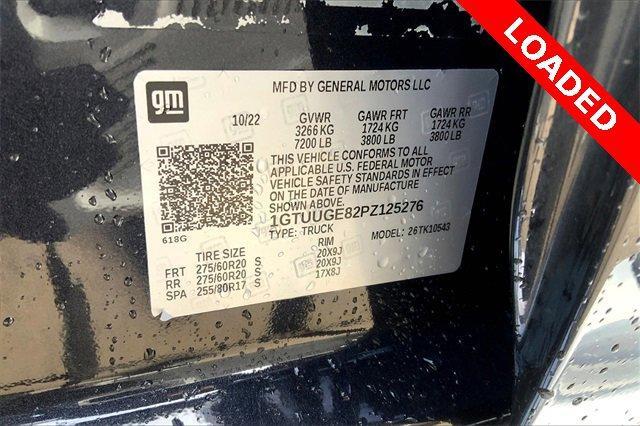 LOADED
gm
MFD BY GENERAL MOTORS LLC
10/22
GVWR GAWR FRT GAWR RR
3266 KG 1724 KG 1724 KG
7200 LB 3800 LB 3800 LB
THIS VEHICLE CONFORMS TO ALL
APPLICABLE U.S. FEDERAL MOTOR
VEHICLE SAFETY STANDARDS IN EFFECT
ON THE DATE OF MANUFACTURE
SHOWN ABOVE.
1GTUUGE82PZ125276
618G
TYPE: TRUCK MODEL: 26TK10543
TIRE SIZE RIM
FRT 275/60R20 S 20X9J
RR 275/60R20 S 20X9J
SPA 255/80R17 S 17X8J